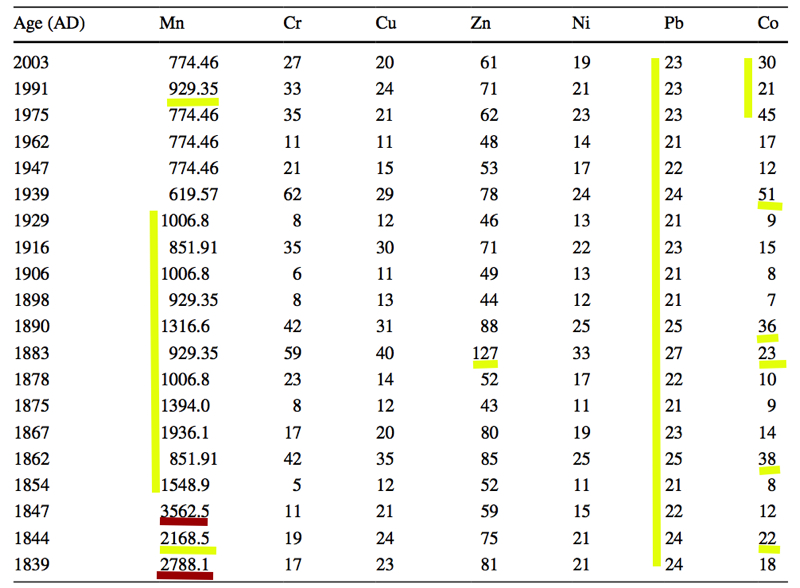 Age (AD) Mn Cr Cu Zn Ni Pb Co
2003 774.46 27 20 61 19 23 30
1991 929.35 33 24 71 21 23 21
1975 774.46 35 21 62 23 23 45
1962 774.46 11 11 48 14 21 17
1947 774.46 21 15 53 17 22 12
1939 619.57 62 29 78 24 24 51
1929 1006.8 8 12 46 13 21 9
1916 851.91 35 30 71 22 23 15
1906 1006.8 6 11 49 13 21 8
1898 929.35 8 13 44 12 21 7
1890 1316.6 42 31 88 25 25 36
1883 929.35 59 40 127 33 27 23
1878 1006.8 23 14 52 17 22 10
1875 1394.0 8 12 43 11 21 9
1867 1936.1 17 20 80 19 23 14
1862 851.91 42 35 85 25 25 38
1854 1548.9 5 12 52 11 21 8
1847 3562.5 11 21 59 15 22 12
1844 2168.5 19 24 75 21 24 22
1839 2788.1 17 23 81 21 24 18